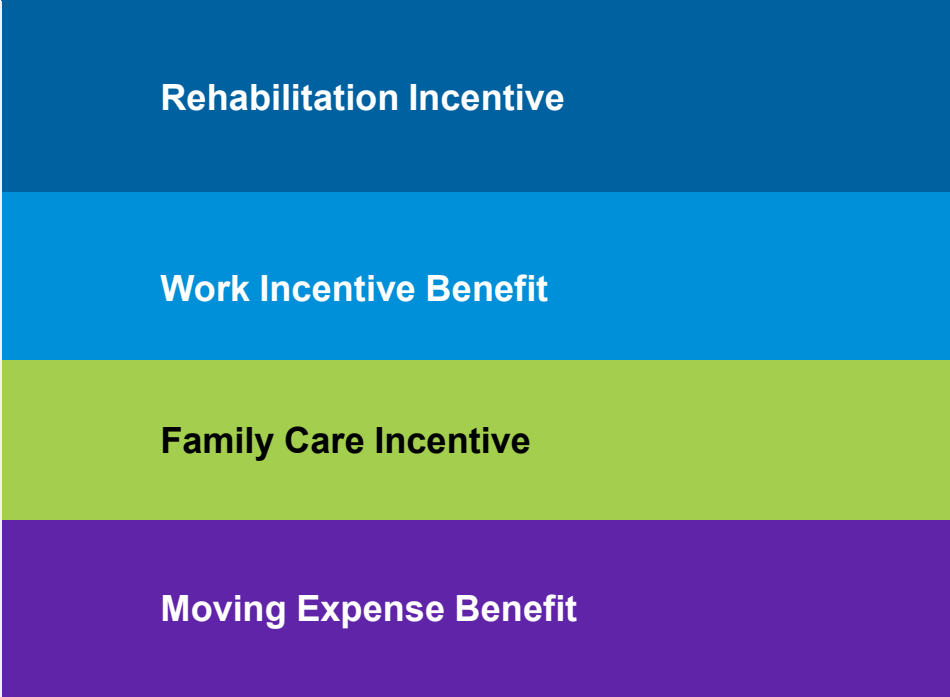 Rehabilitation Incentive
Work Incentive Benefit
Family Care Incentive
Moving Expense Benefit